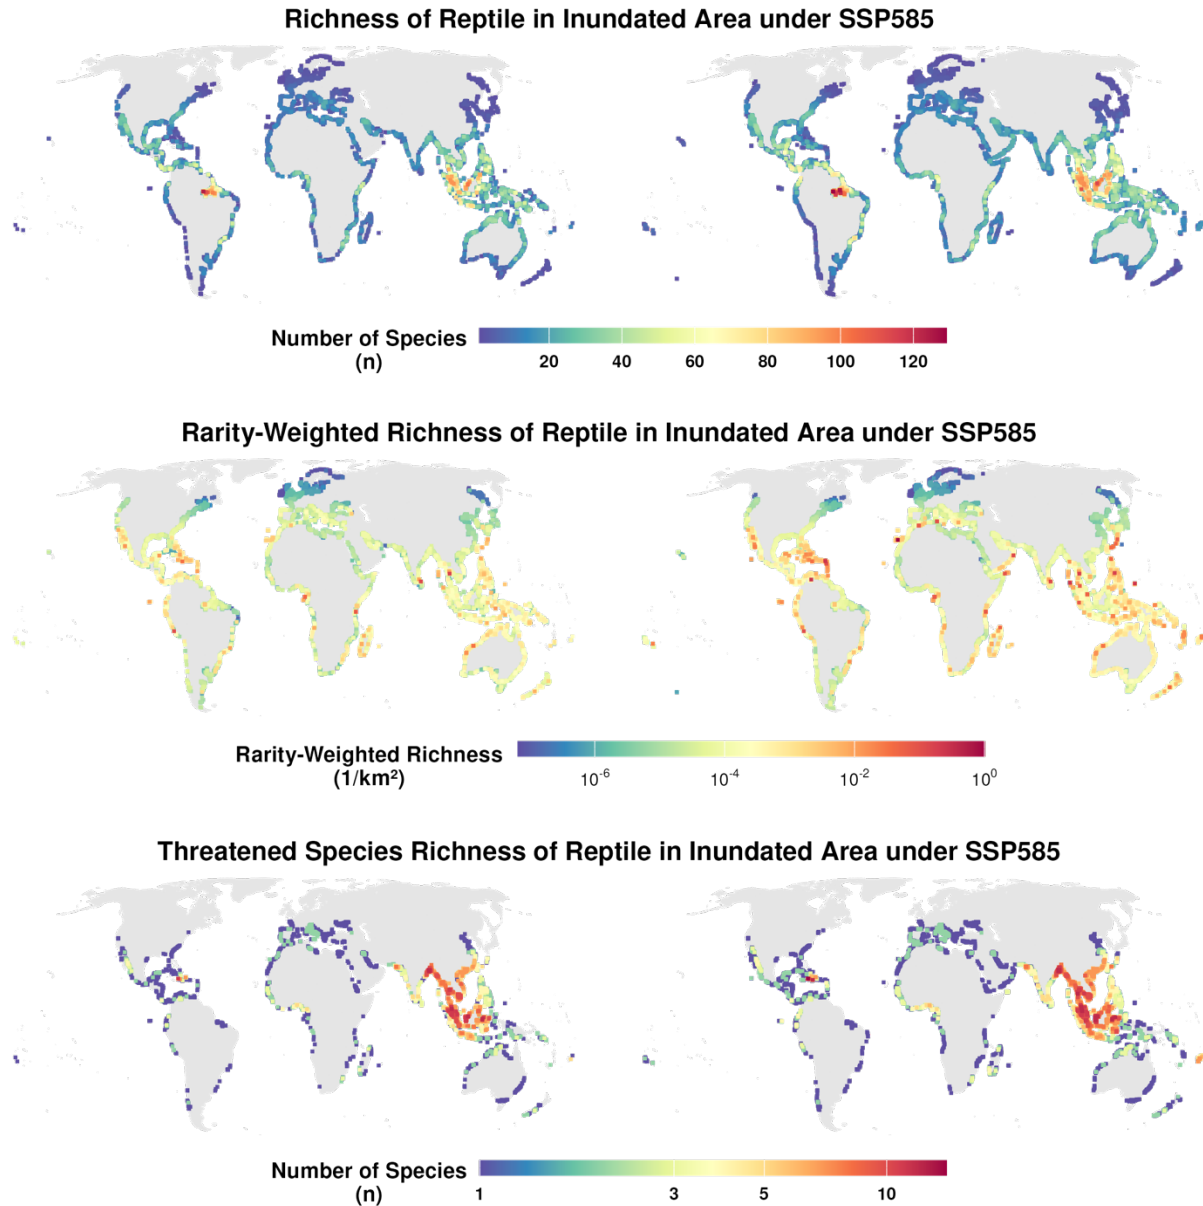 Richness of Reptile in Inundated Area under SSP585
Number of Species
(n)
20 40 60 80 100 120
Rarity-Weighted Richness of Reptile in Inundated Area under SSP585
Rarity-Weighted Richness
(1/km²)
10⁻⁶ 10⁻⁴ 10⁻² 10⁰
Threatened Species Richness of Reptile in Inundated Area under SSP585
Number of Species
(n)
1 3 5 10